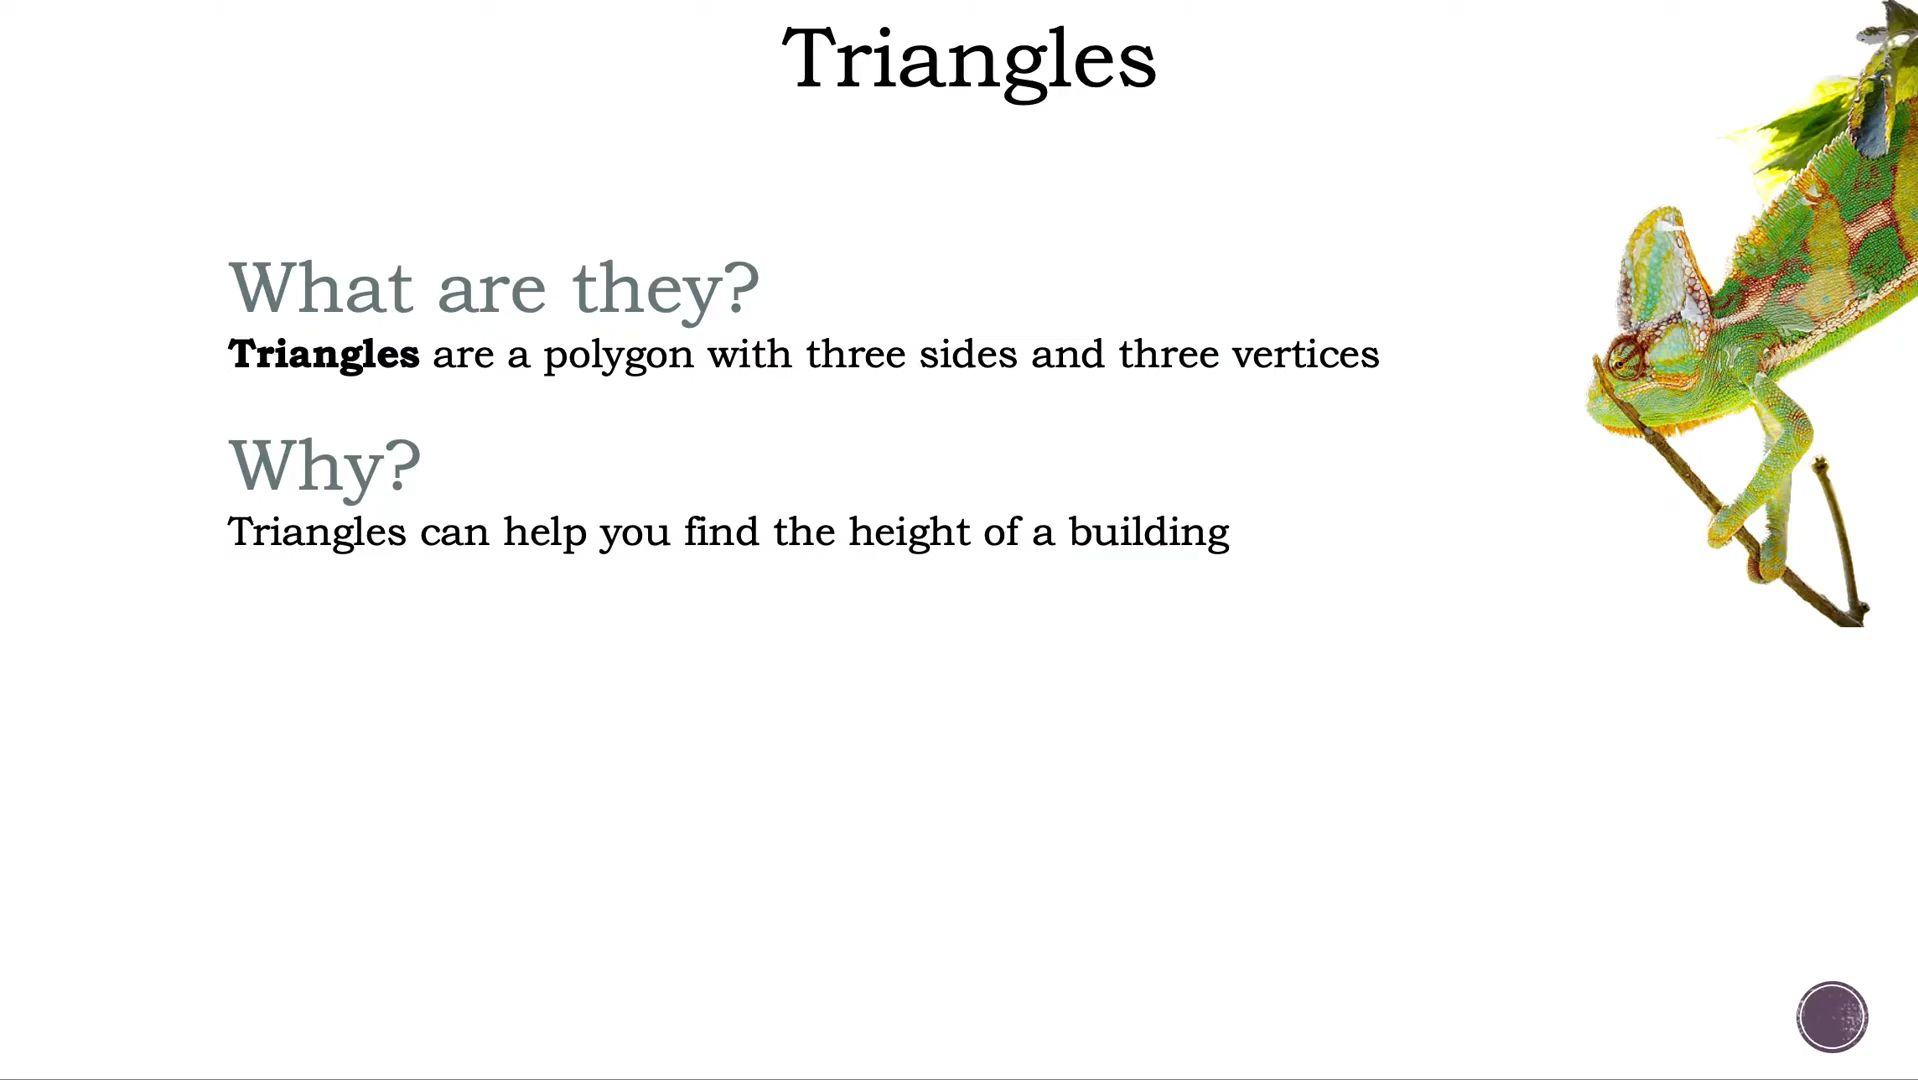 Triangles
What are they?
Triangles are a polygon with three sides and three vertices
Why?
Triangles can help you find the height of a building